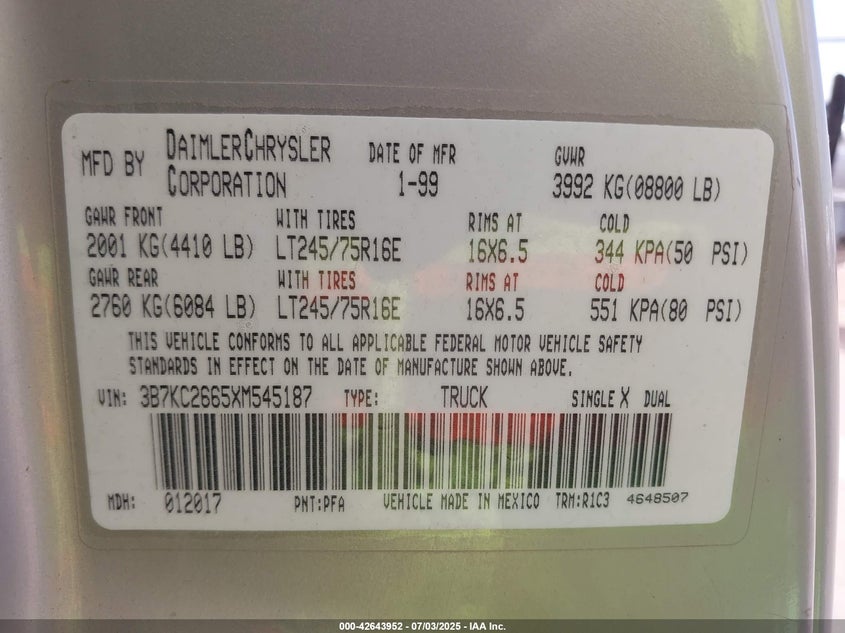 MFD BY DAIMLERCHRYSLER CORPORATION DATE OF MFR 1-99 GVWR 3992 KG(08800 LB)
GAWR FRONT WITH TIRES RIMS AT COLD
2001 KG(4410 LB) LT245/75R16E 16X6.5 344 KPA(50 PSI)
GAWR REAR WITH TIRES RIMS AT COLD
2760 KG(6084 LB) LT245/75R16E 16X6.5 551 KPA(80 PSI)
THIS VEHICLE CONFORMS TO ALL APPLICABLE FEDERAL MOTOR VEHICLE SAFETY
STANDARDS IN EFFECT ON THE DATE OF MANUFACTURE SHOWN ABOVE.
VIN: 3B7KC2665XM545187 TYPE: TRUCK SINGLE X DUAL
MDH: 012017 PNT:PFA VEHICLE MADE IN MEXICO TRM:R1C3 4648507
000-42643952 - 07/03/2025 - IAA Inc.